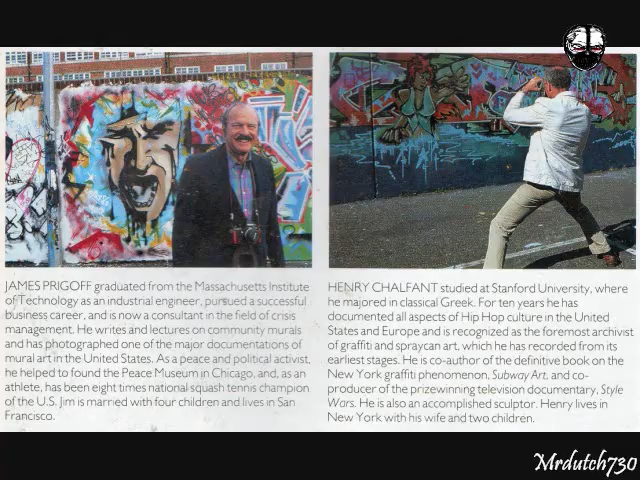 JAMES PRIGOFF graduated from the Massachusetts Institute
of Technology as an industrial engineer, pursued a successful
business career, and is now a consultant in the field of crisis
management. He writes and lectures on community murals
and has photographed one of the major documentations of
mural art in the United States. As a peace and political activist,
he helped to found the Peace Museum in Chicago, and, as an
athlete, has been eight times national squash tennis champion
of the U.S. Jim is married with four children and lives in San
Francisco.
HENRY CHALFANT studied at Stanford University, where
he majored in classical Greek. For ten years he has
documented all aspects of Hip Hop culture in the United
States and Europe and is recognized as the foremost archivist
of graffiti and spraycan art, which he has recorded from its
earliest stages. He is co-author of the definitive book on the
New York graffiti phenomenon, Subway Art, and co-
producer of the prizewinning television documentary, Style
Wars. He is also an accomplished sculptor. Henry lives in
New York with his wife and two children.
Mrdutch730